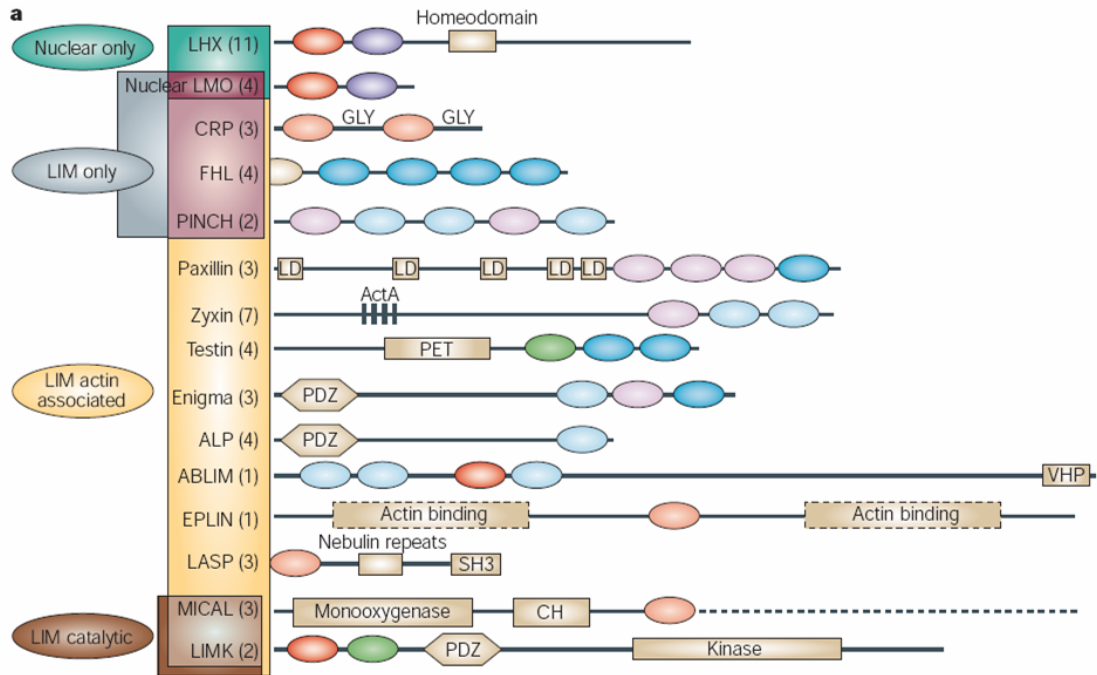 a
Homeodomain
Nuclear only
LHX (11)
Nuclear LMO (4)
GLY GLY
CRP (3)
LIM only
FHL (4)
PINCH (2)
Paxillin (3) LD LD LD LD LD
ActA
Zyxin (7)
Testin (4) PET
LIM actin
associated
Enigma (3) PDZ
ALP (4) PDZ
ABLIM (1) VHP
EPLIN (1) Actin binding Actin binding
Nebulin repeats
LASP (3) SH3
MICAL (3) Monooxygenase CH
LIM catalytic
LIMK (2) PDZ Kinase